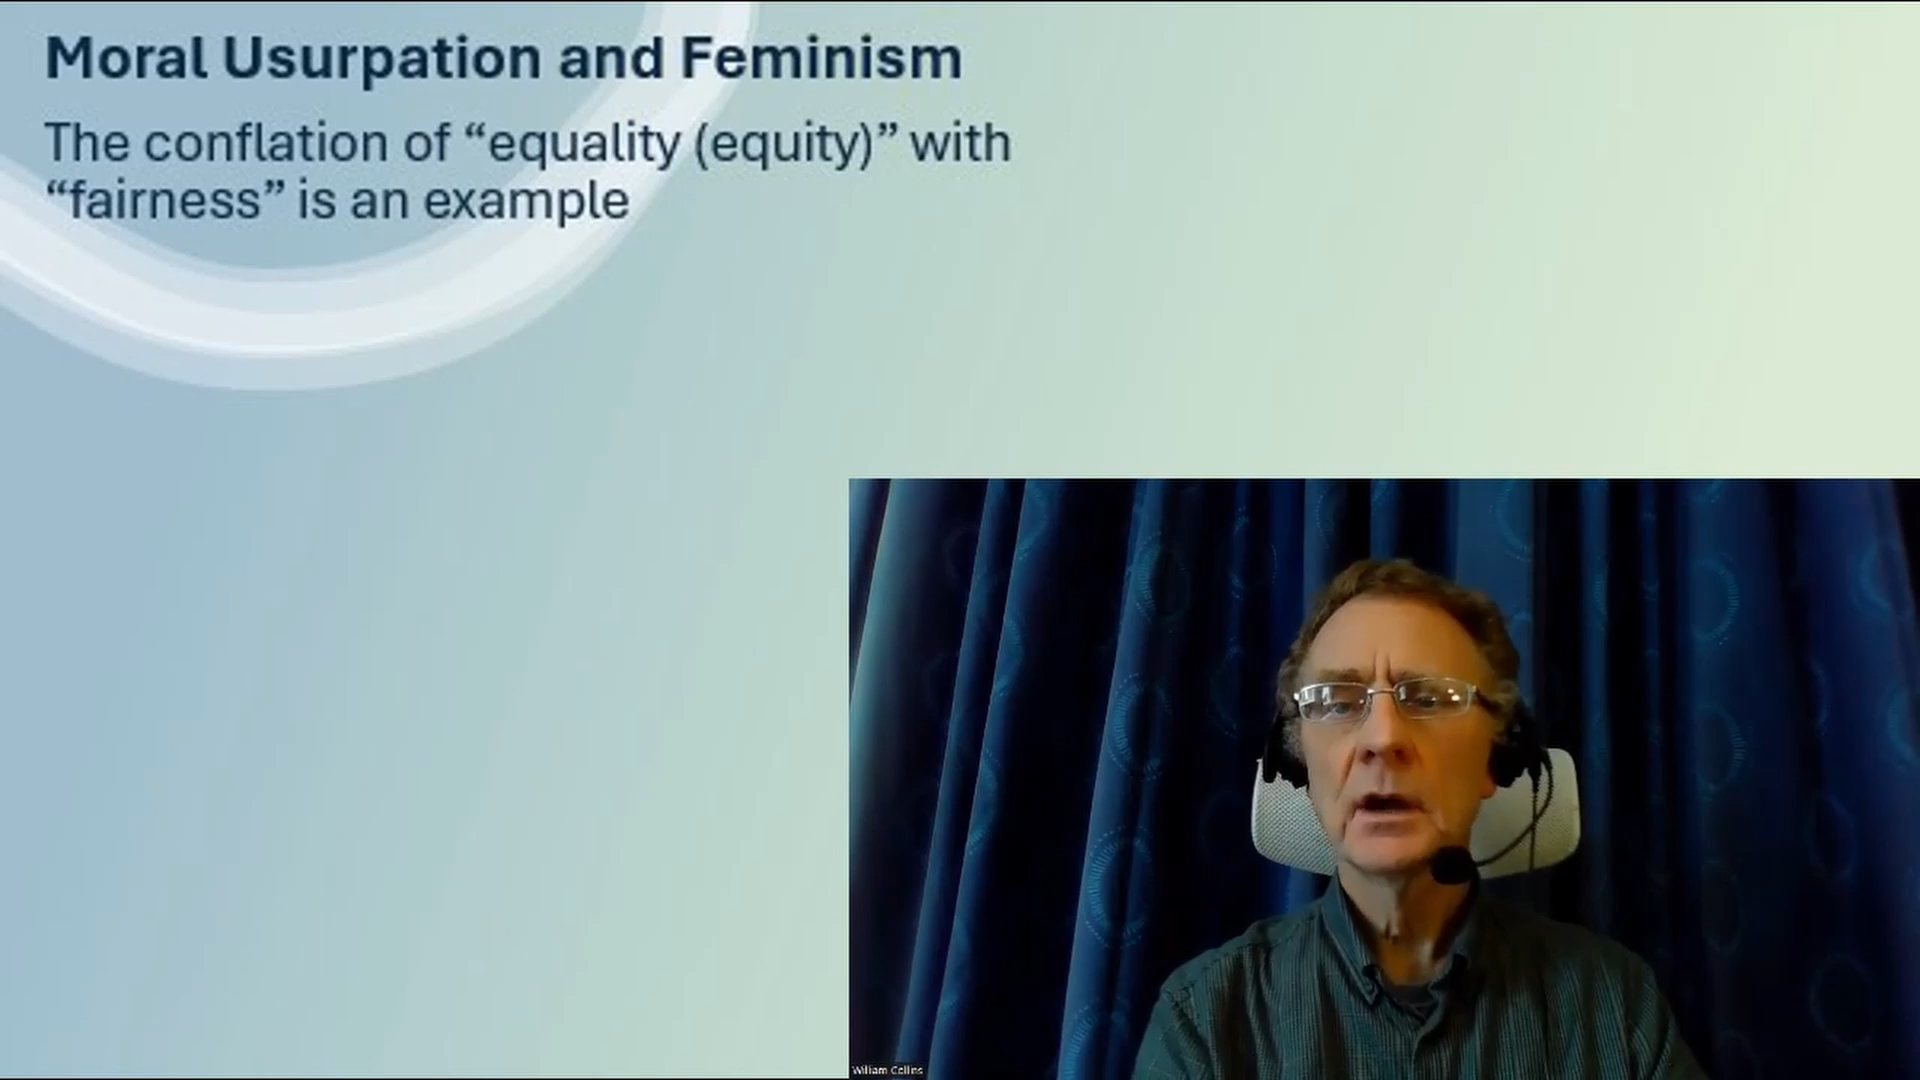 Moral Usurpation and Feminism
The conflation of “equality (equity)” with
“fairness” is an example
William Collins